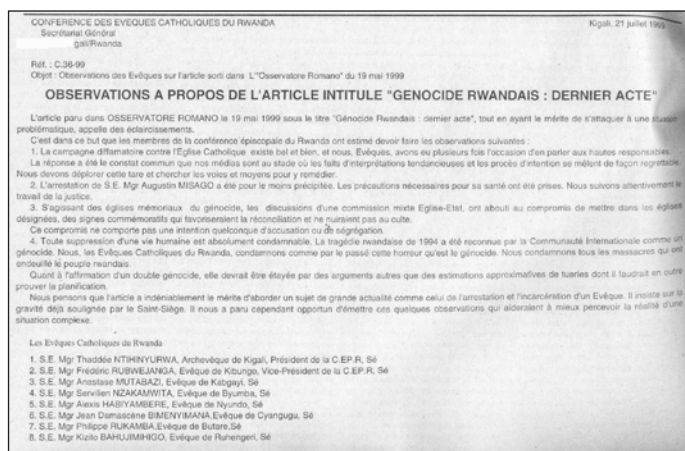 CONFERENCE DES EVEQUES CATHOLIQUES DU RWANDA
Kigali, 21 juillet 1999
Secrétariat Général
gali/Rwanda
Réf. : C.36-99
Objet : Observations des Evêques sur l'article sorti dans L'"Osservatore Romano" du 19 mai 1999
OBSERVATIONS A PROPOS DE L'ARTICLE INTITULE "GENOCIDE RWANDAIS : DERNIER ACTE"
L'article paru dans OSSERVATORE ROMANO le 19 mai 1999 sous le titre "Génocide Rwandais : dernier acte", tout en ayant le mérite de s'attaquer à une situation
problématique, appelle des éclaircissements.
C'est dans ce but que les membres de la conférence épiscopale du Rwanda ont estimé devoir faire les observations suivantes :
1. La campagne diffamatoire contre l'Eglise Catholique existe bel et bien, et nous, Evêques, avons eu plusieurs fois l'occasion d'en parler aux hautes responsables.
La réponse a été le constat commun que nos médias sont au stade où les faits d'interprétations tendancieuses et les procès d'intention se mêlent de façon regrettable.
Nous devons déplorer cette tare et chercher les voies et moyens pour y remédier.
2. L'arrestation de S.E. Mgr Augustin MISAGO a été pour le moins précipitée. Les précautions nécessaires pour sa santé ont été prises. Nous suivons attentivement le
travail de la justice.
3. S'agissant des églises mémoriaux du génocide, les discussions d'une commission mixte Eglise-Etat, ont abouti au compromis de mettre dans les églises
désignées, des signes commémoratifs qui favoriseraient la réconciliation et ne nuiraient pas au culte.
Ce compromis ne comporte pas une intention quelconque d'accusation ou de ségrégation.
4. Toute suppression d'une vie humaine est absolument condamnable. La tragédie rwandaise de 1994 a été reconnue par la Communauté Internationale comme un
génocide. Nous, les Evêques Catholiques du Rwanda, condamnons comme par le passé cette horreur qu'est le génocide. Nous condamnons tous les massacres qui ont
endeuillé le peuple rwandais.
Quant à l'affirmation d'un double génocide, elle devrait être étayée par des arguments autres que des estimations approximatives de tueries dont il faudrait en outre
prouver la planification.
Nous pensons que l'article a indéniablement le mérite d'aborder un sujet de grande actualité comme celui de l'arrestation et l'incarcération d'un Evêque. Il insiste sur la
gravité déjà soulignée par le Saint-Siège. Il nous a paru cependant opportun d'émettre ces quelques observations qui aideraient à mieux percevoir la réalité d'une
situation complexe.
Les Evêques Catholiques du Rwanda
1. S.E. Mgr Thaddée NTIHINYURWA, Archevêque de Kigali, Président de la C.EP.R, Sé
2. S.E. Mgr Frédéric RUBWEJANGA, Evêque de Kibungo, Vice-Président de la C.EP.R, Sé
3. S.E. Mgr Anastase MUTABAZI, Evêque de Kabgayi, Sé
4. S.E. Mgr Servilien NZAKAMWITA, Evêque de Byumba, Sé
5. S.E. Mgr Alexis HABIYAMBERE, Evêque de Nyundo, Sé
6. S.E. Mgr Jean Damascène BIMENYIMANA, Evêque de Cyangugu, Sé
7. S.E. Mgr Philippe RUKAMBA, Evêque de Butare, Sé
8. S.E. Mgr Kizito BAHUJIMIHIGO, Evêque de Ruhengeri, Sé